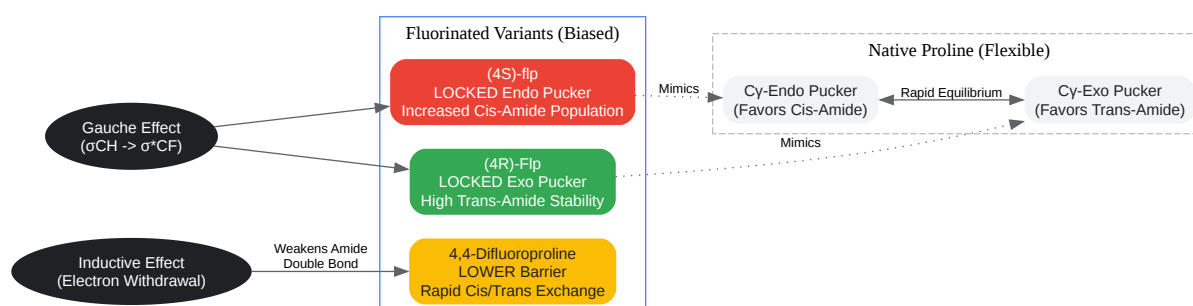 Fluorinated Variants (Biased)
Native Proline (Flexible)
Gauche Effect
(σCH -> σ*CF)
(4S)-flp
LOCKED Endo Pucker
Increased Cis-Amide Population
Mimics
Cγ-Endo Pucker
(Favors Cis-Amide)
Rapid Equilibrium
Cγ-Exo Pucker
(Favors Trans-Amide)
(4R)-Flp
LOCKED Exo Pucker
High Trans-Amide Stability
Mimics
Inductive Effect
(Electron Withdrawal)
Weakens Amide
Double Bond
4,4-Difluoroproline
LOWER Barrier
Rapid Cis/Trans Exchange